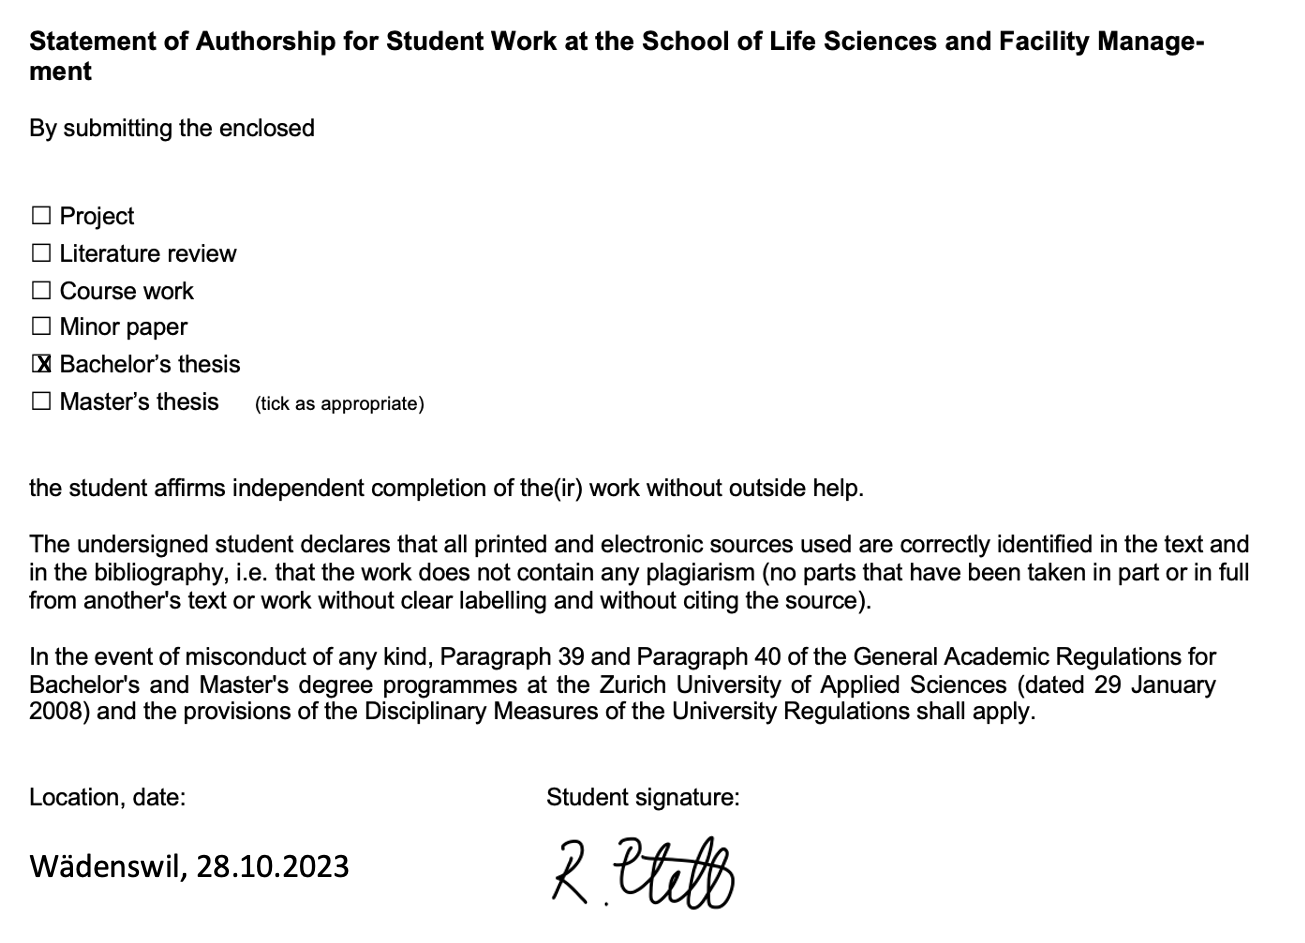 Statement of Authorship for Student Work at the School of Life Sciences and Facility Manage-
ment
By submitting the enclosed
☐ Project
☐ Literature review
☐ Course work
☐ Minor paper
☒ Bachelor’s thesis
☐ Master’s thesis (tick as appropriate)
the student affirms independent completion of the(ir) work without outside help.
The undersigned student declares that all printed and electronic sources used are correctly identified in the text and
in the bibliography, i.e. that the work does not contain any plagiarism (no parts that have been taken in part or in full
from another's text or work without clear labelling and without citing the source).
In the event of misconduct of any kind, Paragraph 39 and Paragraph 40 of the General Academic Regulations for
Bachelor's and Master's degree programmes at the Zurich University of Applied Sciences (dated 29 January
2008) and the provisions of the Disciplinary Measures of the University Regulations shall apply.
Location, date: Student signature:
Wädenswil, 28.10.2023 R.